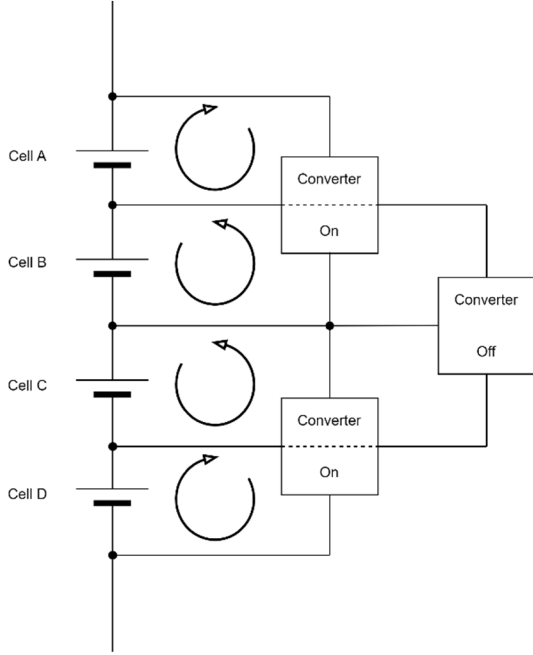 Cell A
Converter
On
Cell B
Converter
Off
Cell C
Converter
On
Cell D